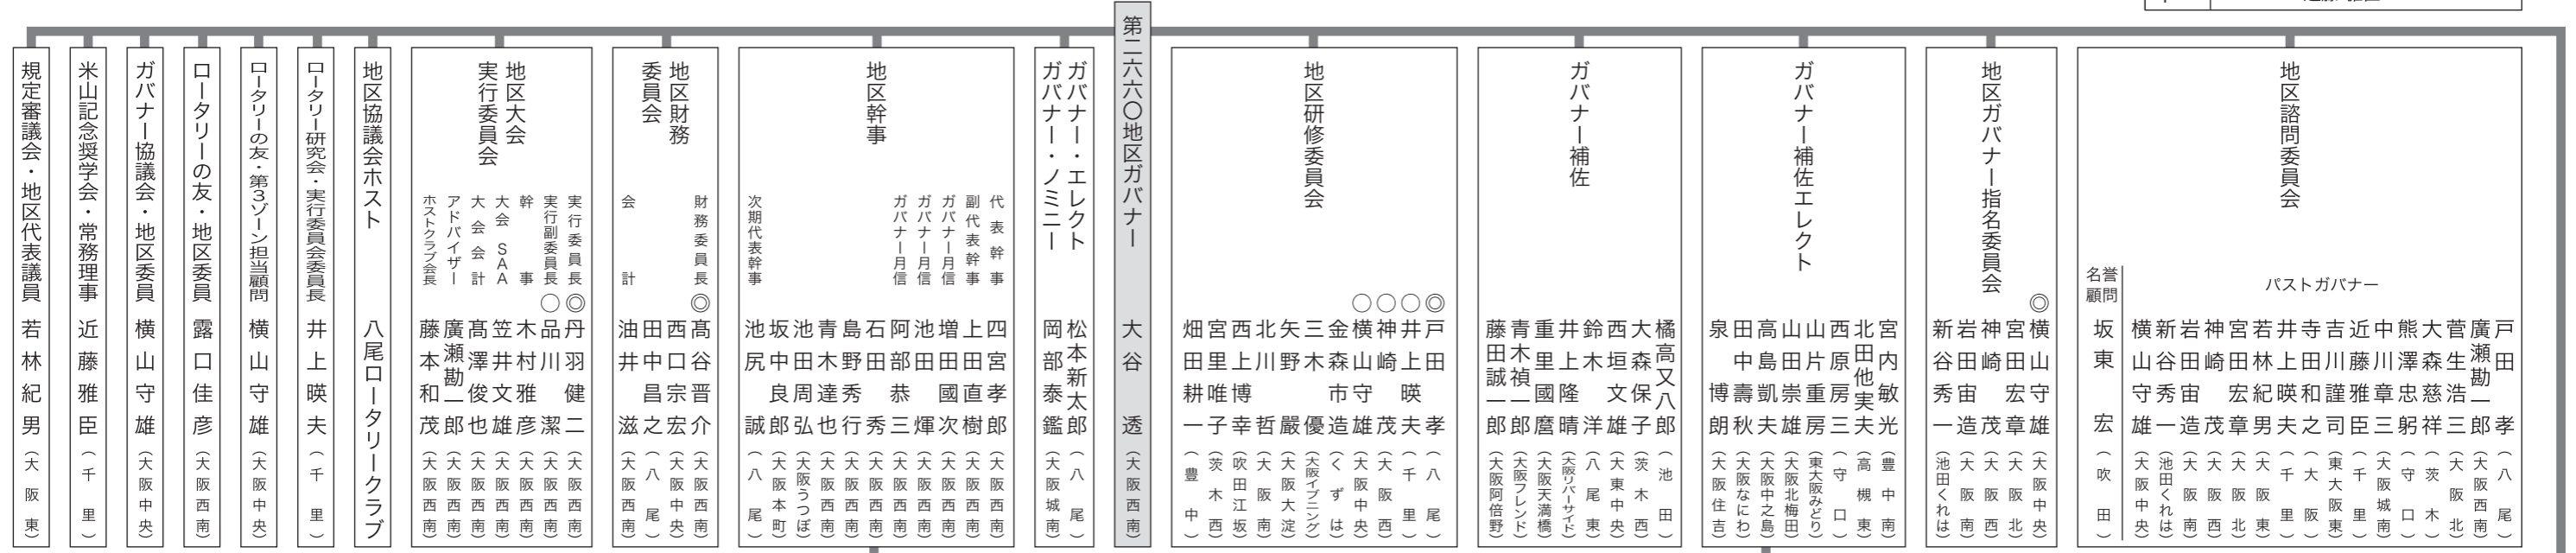 地区諮問委員会
パストガバナー
戸田 孝（八尾）
廣瀬勘一郎（大阪西南）
菅生浩三（大阪北）
大森慈祥（茨木）
熊澤忠躬（守口）
中川章三（大阪城南）
近藤雅臣（千里）
吉川謹司（東大阪東）
寺田和之（大阪）
井上暎夫（千里）
若林紀男（大阪東）
宮田宏章（大阪北）
神崎 茂（大阪西）
岩田宙造（大阪南）
新谷秀一（池田くれは）
横山守雄（大阪中央）
名誉顧問 坂東 宏（吹田）
地区ガバナー指名委員会
◎横山守雄（大阪中央）
宮田宏章（大阪北）
神崎 茂（大阪西）
岩田宙造（大阪南）
新谷秀一（池田くれは）
ガバナー補佐エレクト
宮内敏光（豊中南）
北田他実夫（高槻東）
西原房三（守口）
山片重房（東大阪みどり）
山田崇雄（大阪北梅田）
高島凱夫（大阪中之島）
田中壽秋（大阪なにわ）
泉 博朗（大阪住吉）
ガバナー補佐
橘高又八郎（池田）
大森保子（茨木西）
西垣文雄（大東中央）
鈴木 洋（八尾東）
井上隆晴（大阪リバーサイド）
重里國麿（大阪天満橋）
青木禎一郎（大阪フレンド）
藤田誠一郎（大阪阿倍野）
地区研修委員会
◎戸田 孝（八尾）
○井上暎夫（千里）
○神崎 茂（大阪西）
○横山守雄（大阪中央）
金森市造（くずは）
三木 優（大阪イブニング）
矢野 嚴（大阪大淀）
北川 哲（大阪南）
西上博幸（吹田江坂）
宮里唯子（茨木西）
畑田耕一（豊中）
第二六六〇地区ガバナー 大谷 透（大阪西南）
ガバナー・エレクト 松本新太郎（八尾）
ガバナー・ノミニー 岡部泰鑑（大阪城南）
地区幹事
代表幹事 四宮孝郎（大阪西南）
副代表幹事 上田直樹（大阪西南）
ガバナー月信 増田國次（大阪西南）
ガバナー月信 池田 輝（大阪西南）
ガバナー月信 阿部恭三（大阪西南）
石田 秀（大阪西南）
島野秀行（大阪西南）
青木達也（大阪西南）
池田周弘（大阪うつぼ）
坂中良郎（大阪本町）
次期代表幹事 池尻 誠（八尾）
地区財務委員会
財務委員長 ◎髙谷晋介（大阪西南）
西口宗宏（大阪中央）
田中昌之（八尾）
会計 油井 滋（大阪西南）
地区大会実行委員会
実行委員長 ◎丹羽健二（大阪西南）
実行副委員長 ○品川 潔（大阪西南）
幹事 木村雅彦（大阪西南）
大会SAA 笠井文雄（大阪西南）
大会会計 髙澤俊也（大阪西南）
アドバイザー 廣瀬勘一郎（大阪西南）
ホストクラブ会長 藤本和茂（大阪西南）
地区協議会ホスト 八尾ロータリークラブ
ロータリー研究会・実行委員会委員長 井上暎夫（千里）
ロータリーの友・第3ゾーン担当顧問 横山守雄（大阪中央）
ロータリーの友・地区委員 露口佳彦（大阪西南）
ガバナー協議会・地区委員 横山守雄（大阪中央）
米山記念奨学会・常務理事 近藤雅臣（千里）
規定審議会・地区代表議員 若林紀男（大阪東）